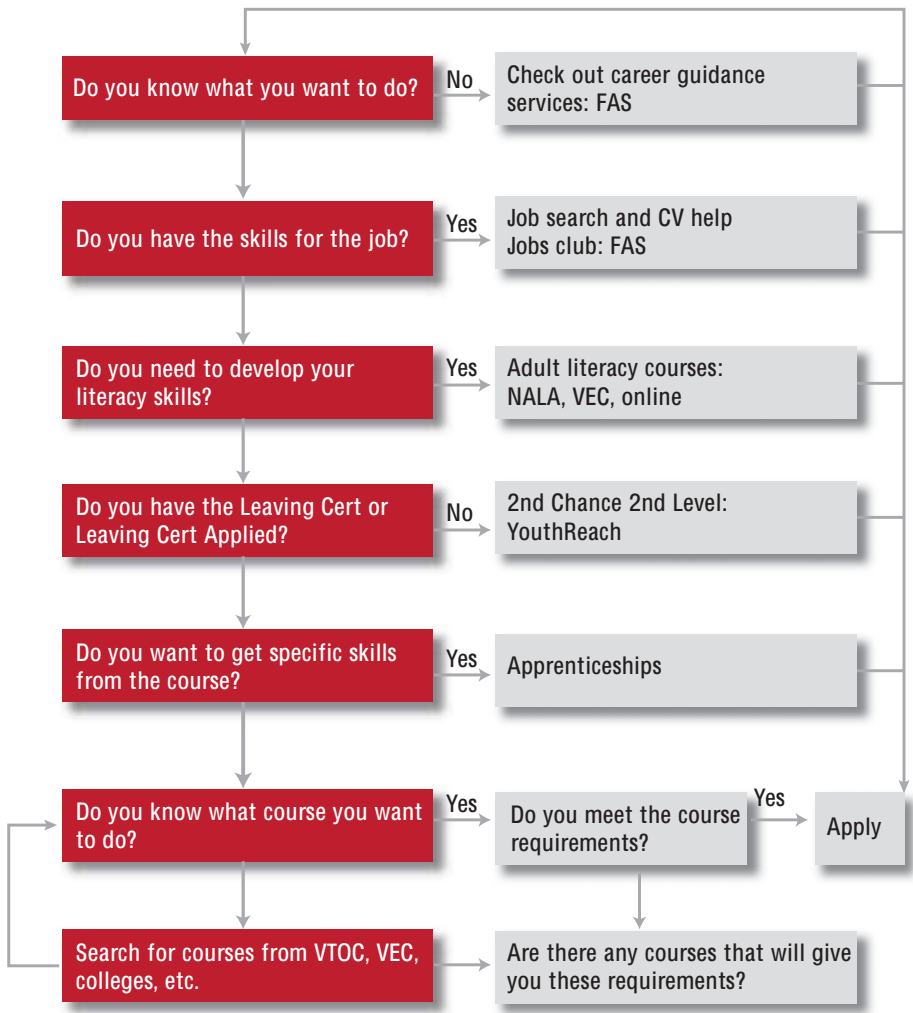 Do you know what you want to do?
No
Check out career guidance
services: FAS
Do you have the skills for the job?
Yes
Job search and CV help
Jobs club: FAS
Do you need to develop your
literacy skills?
Yes
Adult literacy courses:
NALA, VEC, online
Do you have the Leaving Cert or
Leaving Cert Applied?
No
2nd Chance 2nd Level:
YouthReach
Do you want to get specific skills
from the course?
Yes
Apprenticeships
Do you know what course you want
to do?
Yes
Do you meet the course
requirements?
Yes
Apply
Search for courses from VTOC, VEC,
colleges, etc.
Are there any courses that will give
you these requirements?